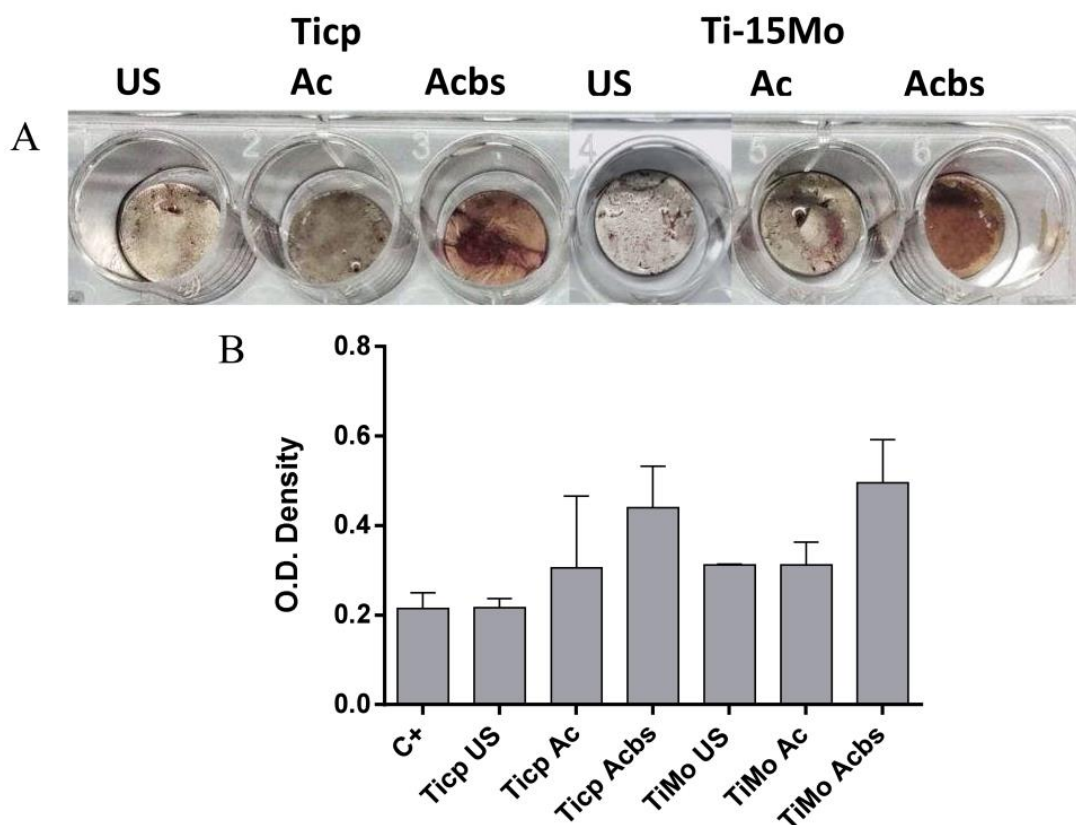 Ticp Ti-15Mo
US Ac Acbs US Ac Acbs
A
1 2 3 4 5 6
B
0.8
0.6
0.4
0.2
0.0
O.D. Density
C+
Ticp US
Ticp Ac
Ticp Acbs
TiMo US
TiMo Ac
TiMo Acbs